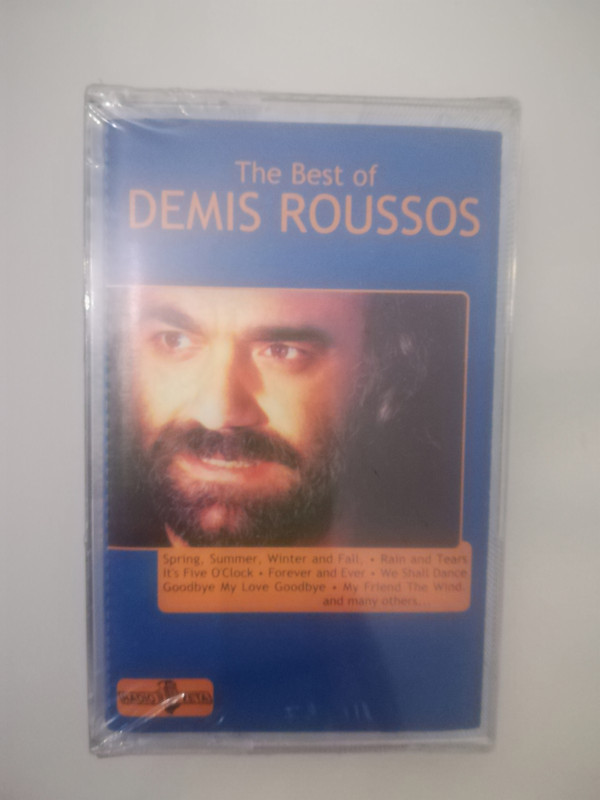 The Best of
DEMIS ROUSSOS
Spring, Summer, Winter and Fall, • Rain and Tears
It's Five O'Clock • Forever and Ever • We Shall Dance
Goodbye My Love Goodbye • My Friend The Wind,
and many others...